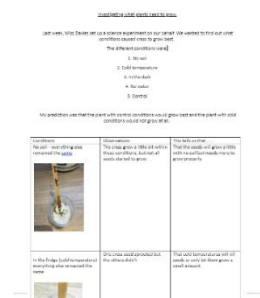 Investigating what plants need to grow.
Last week, Miss Davies set up a science experiment on our behalf. We wanted to find out what
conditions caused cress to grow best.
The different conditions were:
1. No soil
2. Cold temperature
3. In the dark
4. No water
5. Control
My prediction was that the plant with control conditions would grow best and the plant with cold
conditions would not grow at all.
Conditions
Observations
This tells us that
No soil - everything else
remained the same
The cress grew a little bit within
these conditions, but not all
seeds started to grow
That the seeds will grow a little
with no soil but needs more to
grow properly
In the fridge (cold temperature)
everything else remained the
same
One cress seed sprouted but
the others didn't
That cold temperatures will
seeds or only let them grow a
small amount